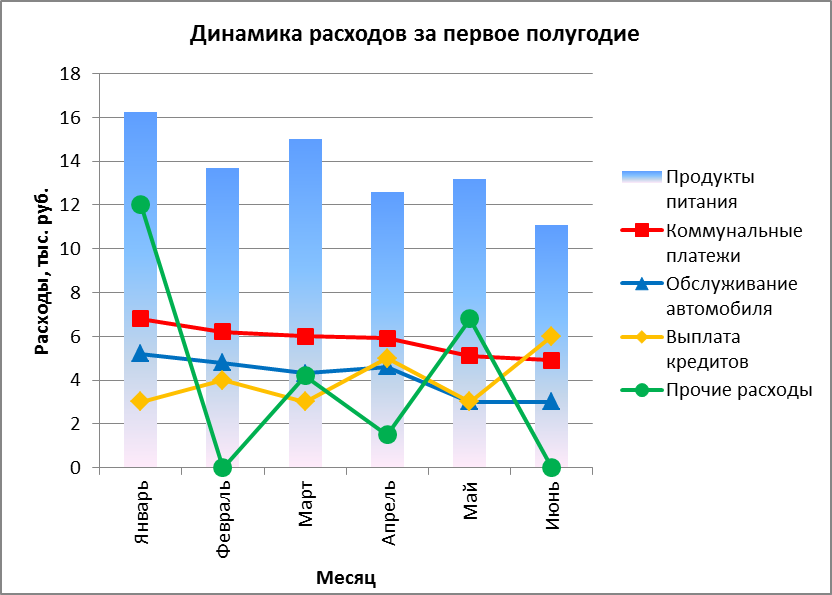 Динамика расходов за первое полугодие
Расходы, тыс. руб.
18
16
14
12
10
8
6
4
2
0
Январь
Февраль
Март
Апрель
Май
Июнь
Месяц
Продукты
питания
Коммунальные
платежи
Обслуживание
автомобиля
Выплата
кредитов
Прочие расходы